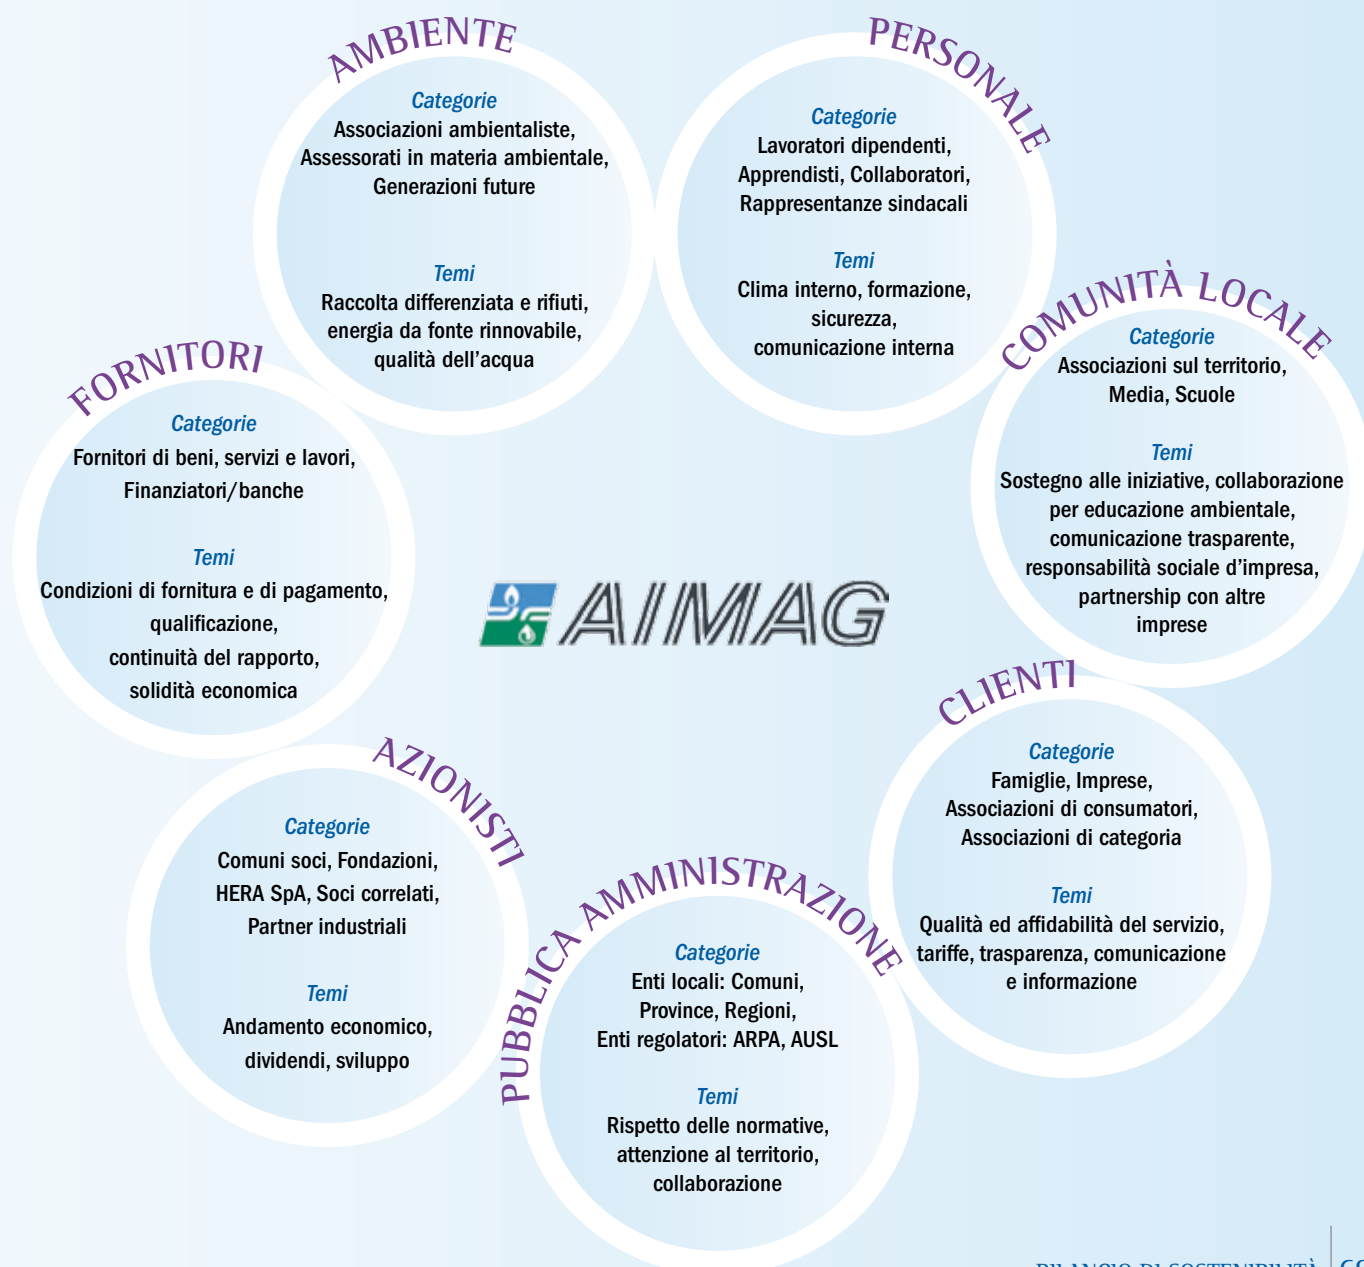 AMBIENTE
Categorie
Associazioni ambientaliste,
Assessorati in materia ambientale,
Generazioni future
Temi
Raccolta differenziata e rifiuti,
energia da fonte rinnovabile,
qualità dell'acqua
PERSONALE
Categorie
Lavoratori dipendenti,
Apprendisti, Collaboratori,
Rappresentanze sindacali
Temi
Clima interno, formazione,
sicurezza,
comunicazione interna
COMUNITÀ LOCALE
Categorie
Associazioni sul territorio,
Media, Scuole
Temi
Sostegno alle iniziative, collaborazione
per educazione ambientale,
comunicazione trasparente,
responsabilità sociale d'impresa,
partnership con altre
imprese
FORNITORI
Categorie
Fornitori di beni, servizi e lavori,
Finanziatori/banche
Temi
Condizioni di fornitura e di pagamento,
qualificazione,
continuità del rapporto,
solidità economica
AIMAG
CLIENTI
Categorie
Famiglie, Imprese,
Associazioni di consumatori,
Associazioni di categoria
Temi
Qualità ed affidabilità del servizio,
tariffe, trasparenza, comunicazione
e informazione
AZIONISTI
Categorie
Comuni soci, Fondazioni,
HERA SpA, Soci correlati,
Partner industriali
Temi
Andamento economico,
dividendi, sviluppo
PUBBLICA AMMINISTRAZIONE
Categorie
Enti locali: Comuni,
Province, Regioni,
Enti regolatori: ARPA, AUSL
Temi
Rispetto delle normative,
attenzione al territorio,
collaborazione
BILANCIO DI SOSTENIBILITÀ